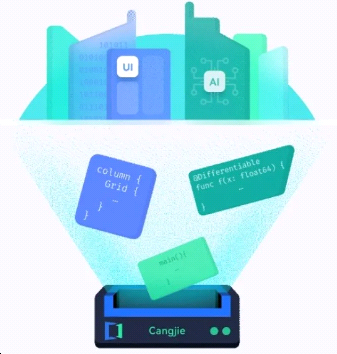 UI
AI
column {
Grid {
…
}
}
@Differentiable
func f(x: float64) {
…
}
main(){
…
}
Cangjie